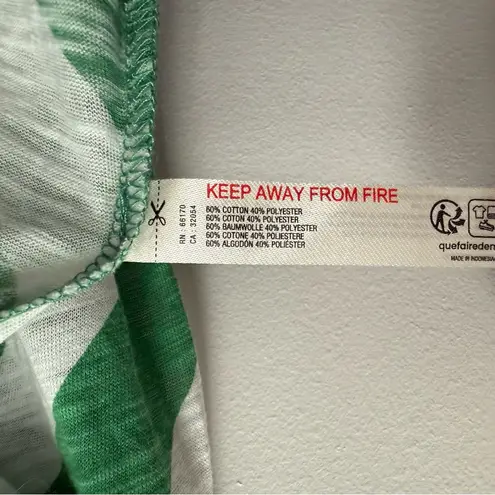 KEEP AWAY FROM FIRE
RN : 66170
CA : 32054
60% COTTON 40% POLYESTER
60% COTON 40% POLYESTER
60% BAUMWOLLE 40% POLYESTER
60% COTONE 40% POLIESTERE
60% ALGODÓN 40% POLIÉSTER
quefairedem
MADE IN INDONESIA